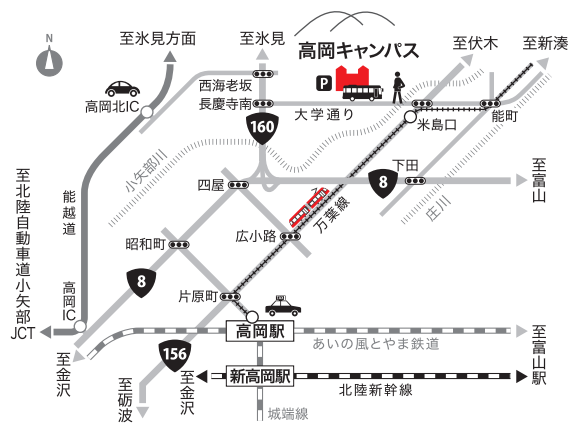 N
至氷見方面
至氷見
高岡キャンパス
至伏木
至新湊
西海老坂
P
高岡北IC
長慶寺南
大学通り
米島口
能町
160
小矢部川
至北陸自動車道小矢部JCT
能越道
四屋
下田
8
至富山
庄川
万葉線
昭和町
広小路
8
高岡IC
片原町
高岡駅
あいの風とやま鉄道
至富山駅
至金沢
156
至金沢
新高岡駅
北陸新幹線
至砺波
城端線